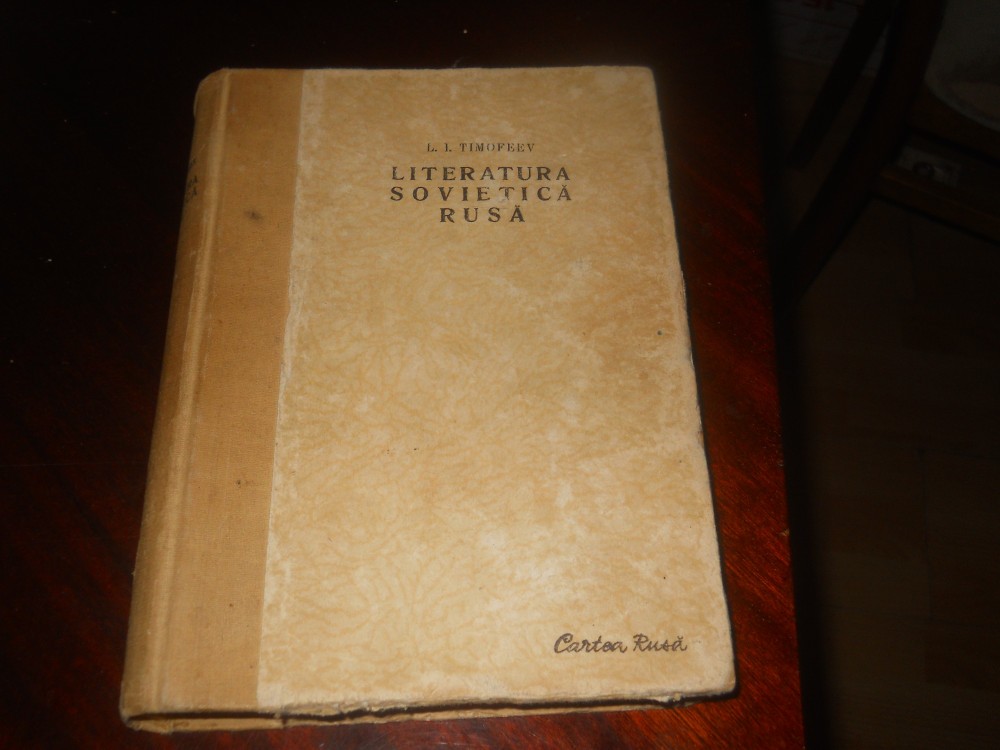 L. I. TIMOFEEV
LITERATURA
SOVIETICĂ
RUSĂ
Cartea Rusă